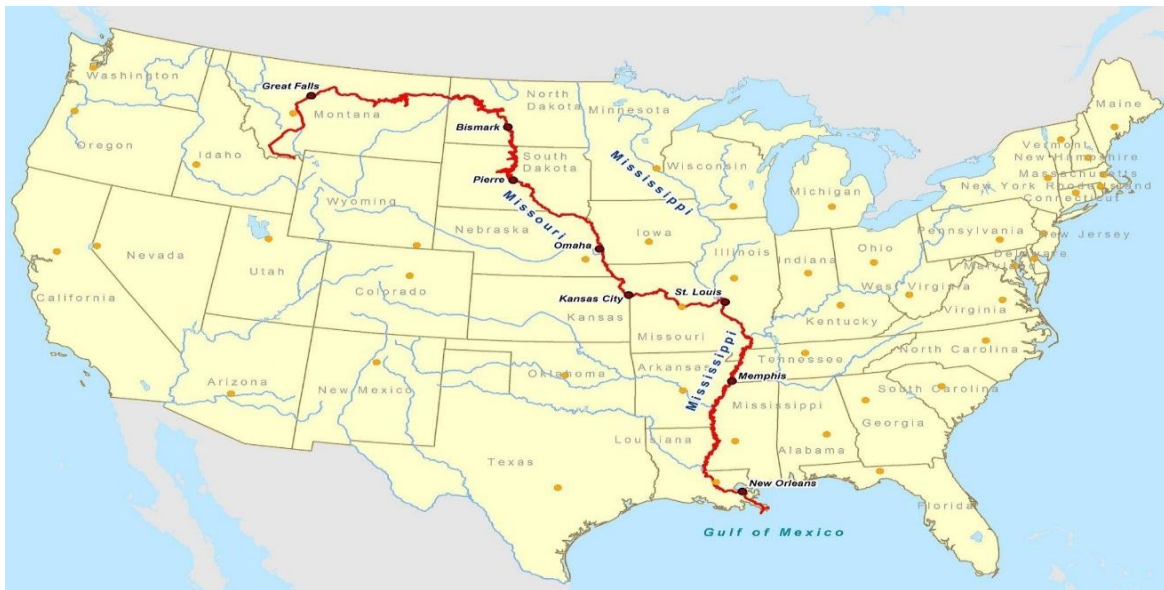 Washington
Great Falls
Montana
North
Dakota
Minnesota
Maine
Bismark
Oregon
Idaho
South
Dakota
Wisconsin
Mississippi
Michigan
Vermont
New Hampshire
Massachusetts
New York
Rhode Island
Connecticut
Pierre
Wyoming
Missouri
Nebraska
Omaha
Iowa
Pennsylvania
New Jersey
Nevada
Utah
Colorado
Illinois
Indiana
Ohio
Delaware
Maryland
West Virginia
Virginia
California
Kansas City
Kansas
St. Louis
Missouri
Kentucky
North Carolina
Tennessee
Arizona
New Mexico
Oklahoma
Arkansas
Mississippi
Memphis
South Carolina
Mississippi
Georgia
Louisiana
Alabama
Texas
New Orleans
Florida
Gulf of Mexico